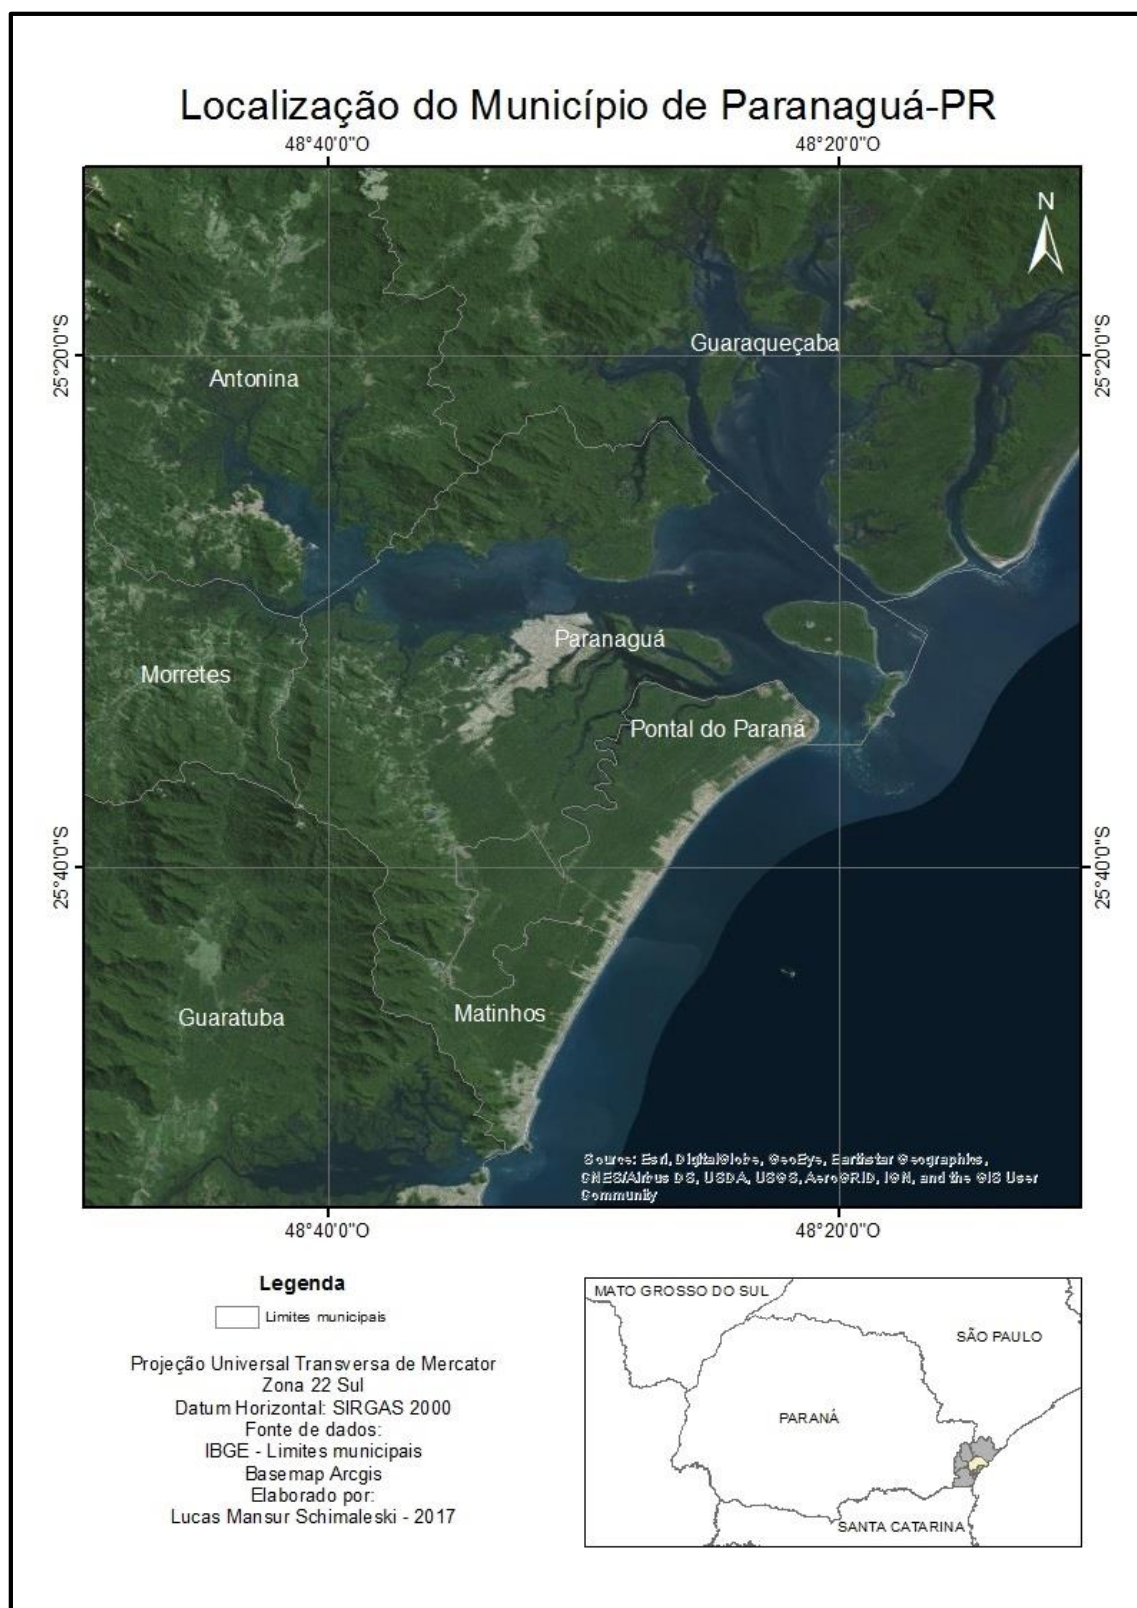 Localização do Município de Paranaguá-PR
48°40'0"O
48°20'0"O
N
25°20'0"S
25°20'0"S
Guaraqueçaba
Antonina
Paranaguá
Morretes
Pontal do Paraná
25°40'0"S
25°40'0"S
Guaratuba
Matinhos
Source: Esri, DigitalGlobe, GeoEye, Earthstar Geographics,
CNES/Airbus DS, USDA, USGS, AeroGRID, IGN, and the GIS User
Community
48°40'0"O
48°20'0"O
Legenda
Limites municipais
Projeção Universal Transversa de Mercator
Zona 22 Sul
Datum Horizontal: SIRGAS 2000
Fonte de dados:
IBGE - Limites municipais
Basemap Arcgis
Elaborado por:
Lucas Mansur Schimaleski - 2017
MATO GROSSO DO SUL
SÃO PAULO
PARANÁ
SANTA CATARINA